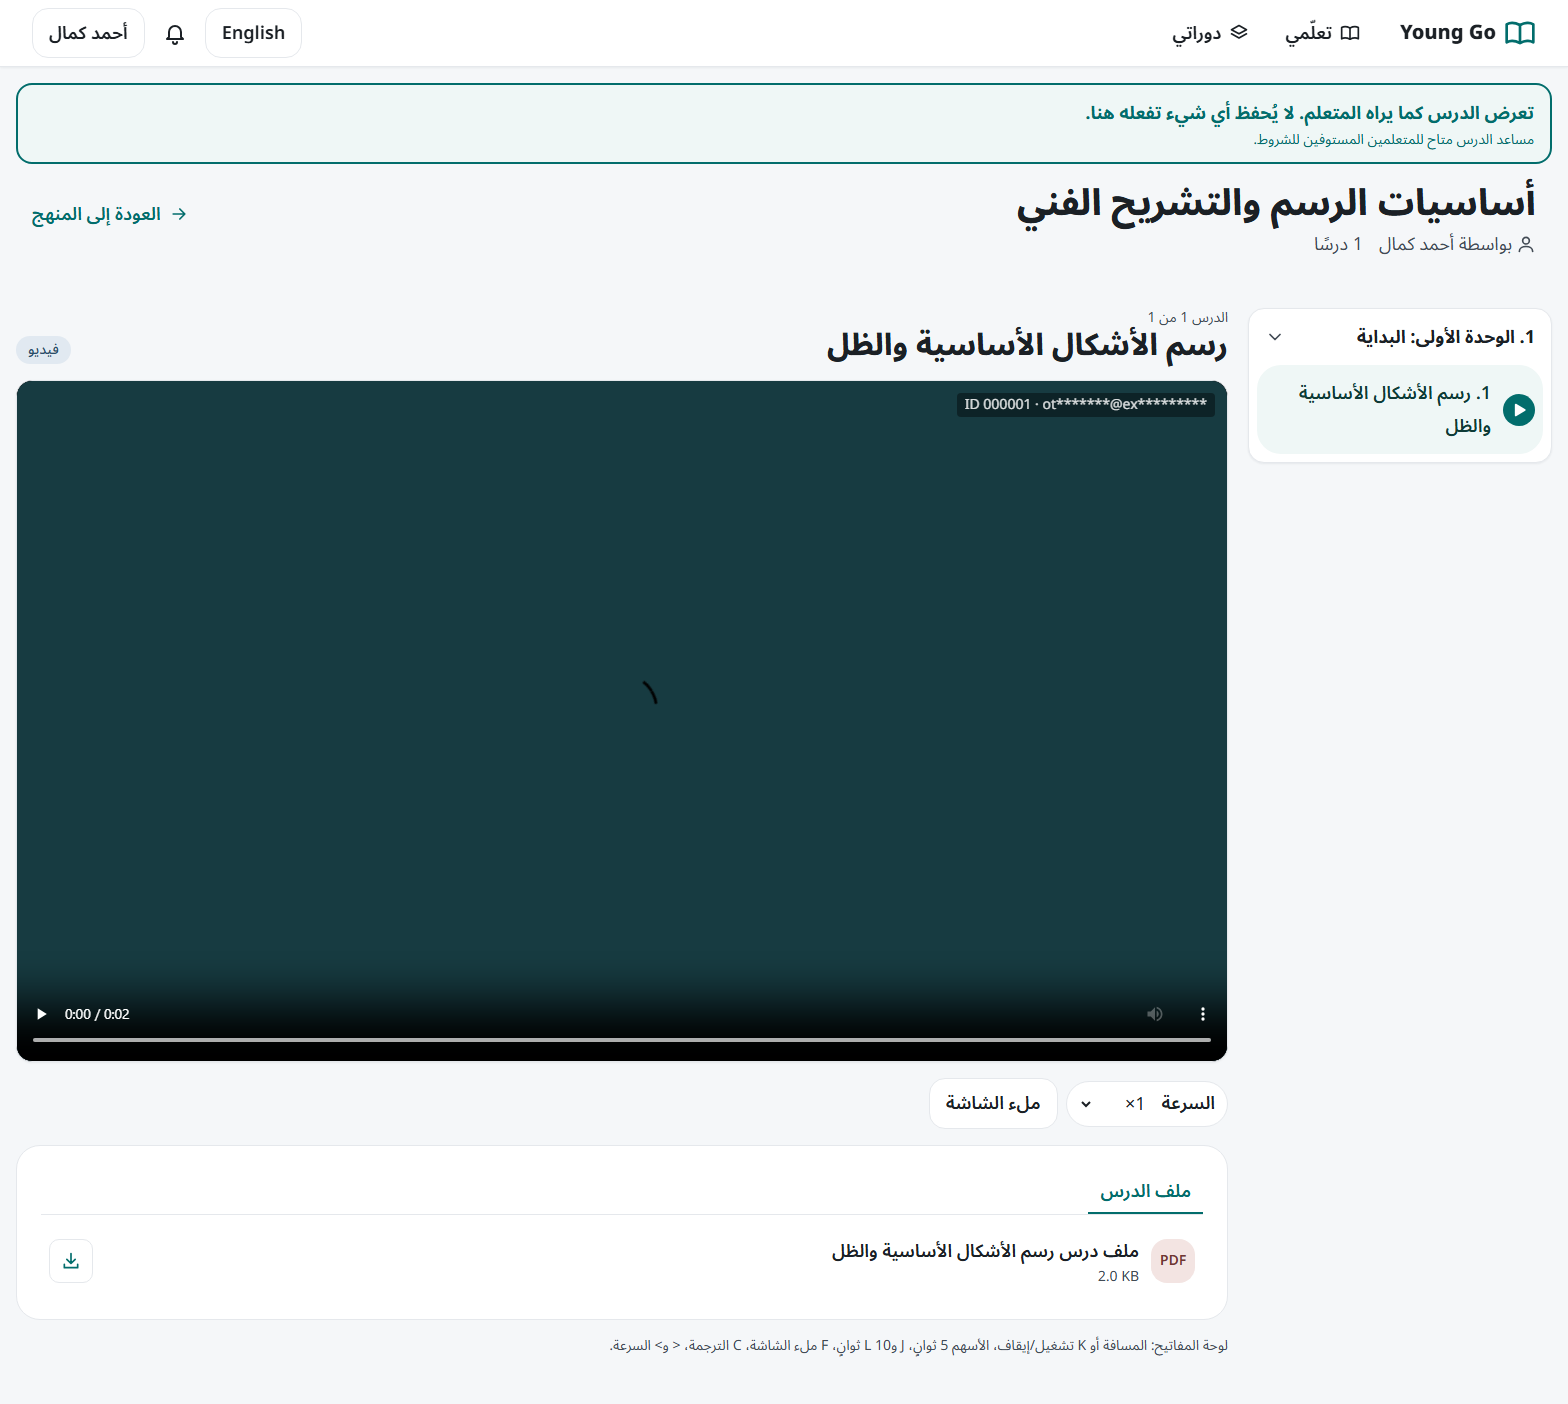 Young Go
تعلّمي
دوراتي
English
أحمد كمال
تعرض الدرس كما يراه المتعلم. لا يُحفظ أي شيء تفعله هنا.
مساعد الدرس متاح للمتعلمين المستوفين للشروط.
أساسيات الرسم والتشريح الفني
العودة إلى المنهج
بواسطة أحمد كمال
1 درسًا
1. الوحدة الأولى: البداية
1. رسم الأشكال الأساسية
والظل
الدرس 1 من 1
رسم الأشكال الأساسية والظل
فيديو
ID 000001 · ot*******@ex*********
0:00 / 0:02
السرعة
1×
ملء الشاشة
ملف الدرس
PDF
ملف درس رسم الأشكال الأساسية والظل
2.0 KB
لوحة المفاتيح: المسافة أو K تشغيل/إيقاف، الأسهم 5 ثوانٍ، J وL 10 ثوانٍ، F ملء الشاشة، C الترجمة، < و> السرعة.